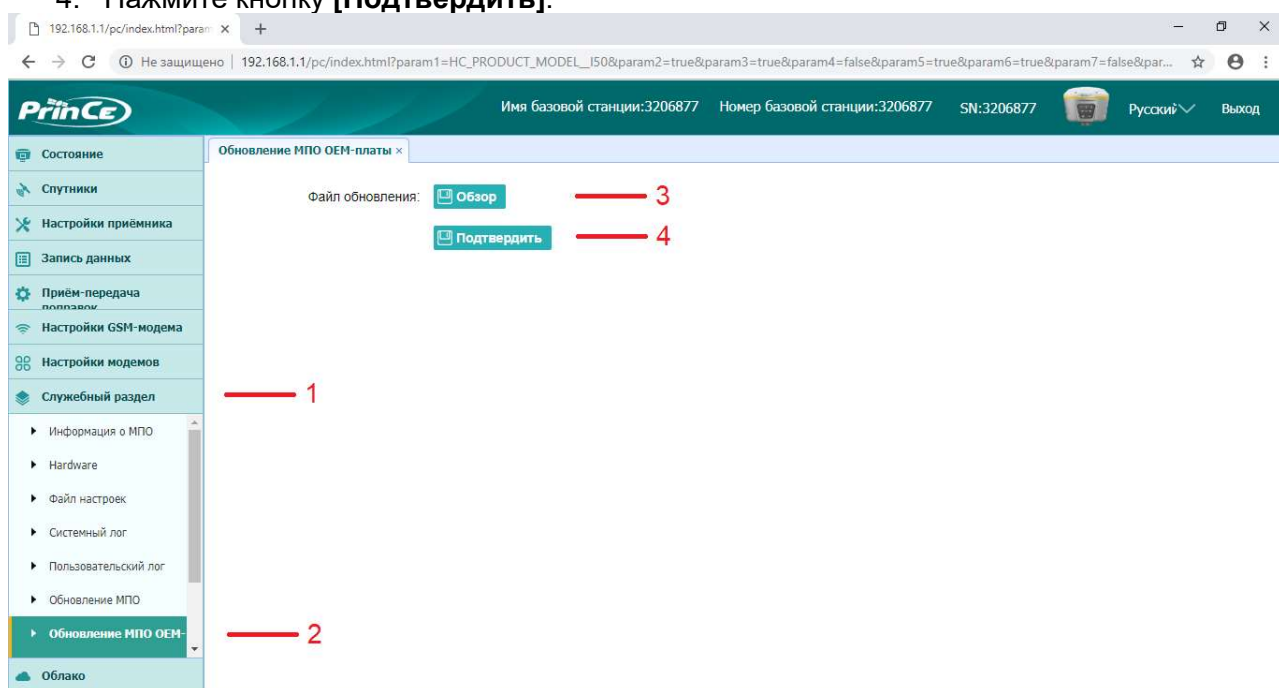 4. Нажмите кнопку [Подтвердить].
192.168.1.1/pc/index.html?param
Не защищено | 192.168.1.1/pc/index.html?param1=HC_PRODUCT_MODEL__I50&param2=true&param3=true&param4=false&param5=true&param6=true&param7=false&par...
PrinCe
Имя базовой станции:3206877 Номер базовой станции:3206877 SN:3206877 Русский Выход
Состояние
Обновление МПО OEM-платы ×
Спутники
Файл обновления: Обзор 3
Настройки приёмника
Подтвердить 4
Запись данных
Приём-передача
поправок
Настройки GSM-модема
Настройки модемов
Служебный раздел 1
Информация о МПО
Hardware
Файл настроек
Системный лог
Пользовательский лог
Обновление МПО
Обновление МПО OEM- 2
Облако